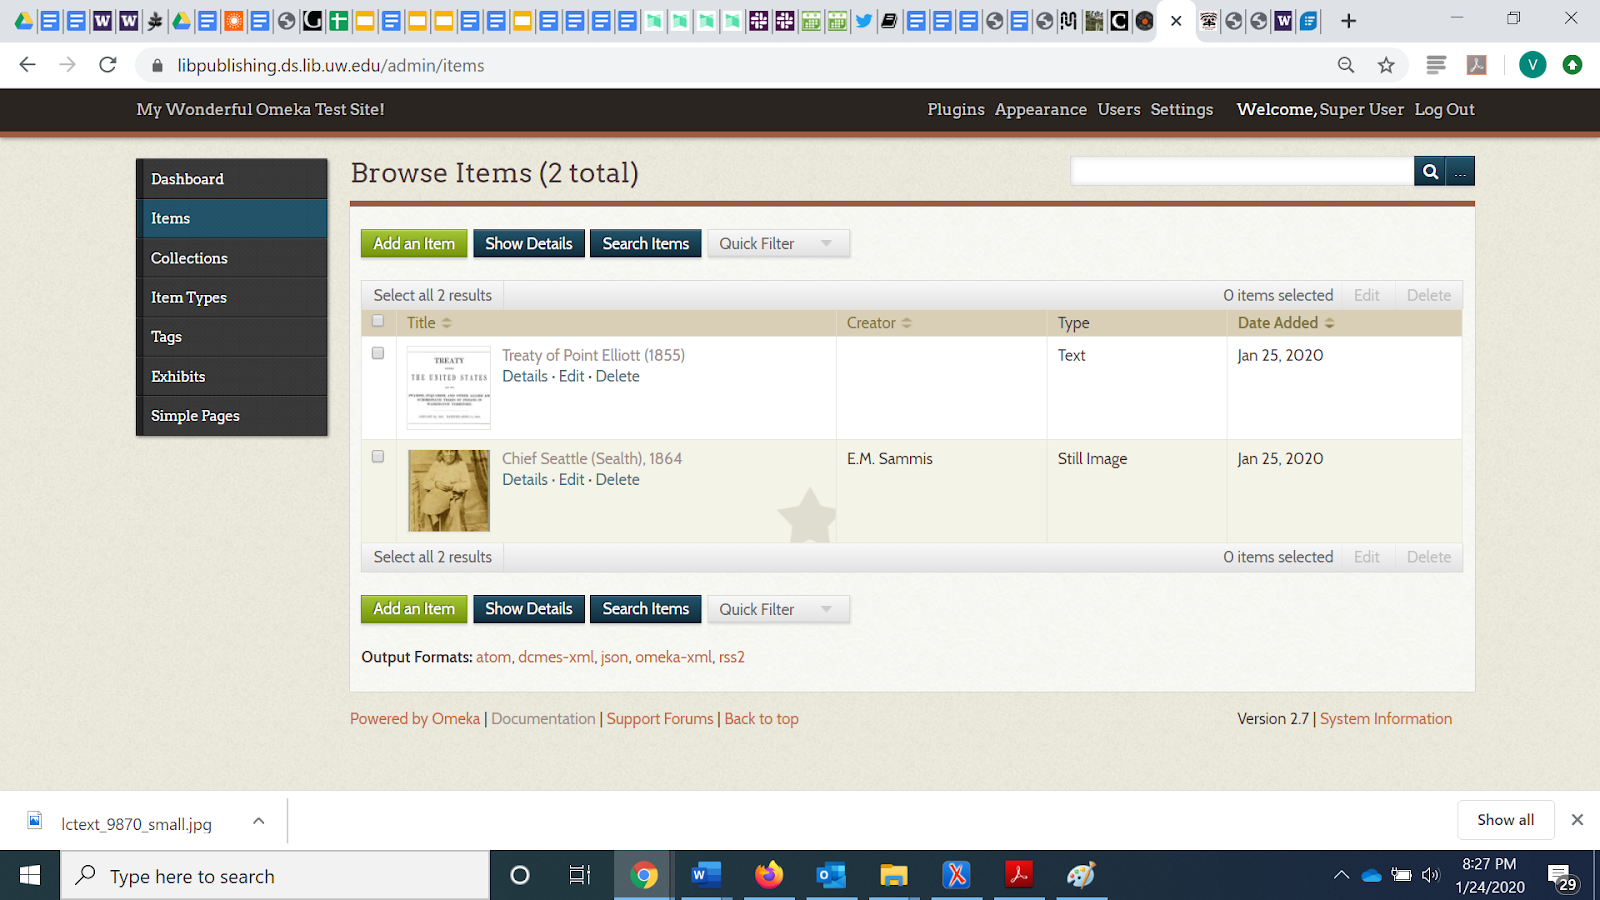 libpublishing.ds.lib.uw.edu/admin/items
V
My Wonderful Omeka Test Site!
Plugins Appearance Users Settings Welcome, Super User Log Out
Dashboard
Items
Collections
Item Types
Tags
Exhibits
Simple Pages
Browse Items (2 total)
...
Add an Item Show Details Search Items Quick Filter
Select all 2 results 0 items selected Edit Delete
Title Creator Type Date Added
TREATY
THE UNITED STATES
Treaty of Point Elliott (1855) Text Jan 25, 2020
Details · Edit · Delete
Chief Seattle (Sealth), 1864 E.M. Sammis Still Image Jan 25, 2020
Details · Edit · Delete
Select all 2 results 0 items selected Edit Delete
Add an Item Show Details Search Items Quick Filter
Output Formats: atom, dcmes-xml, json, omeka-xml, rss2
Powered by Omeka | Documentation | Support Forums | Back to top
Version 2.7 | System Information
lctext_9870_small.jpg
Show all
Type here to search
8:27 PM
1/24/2020
29